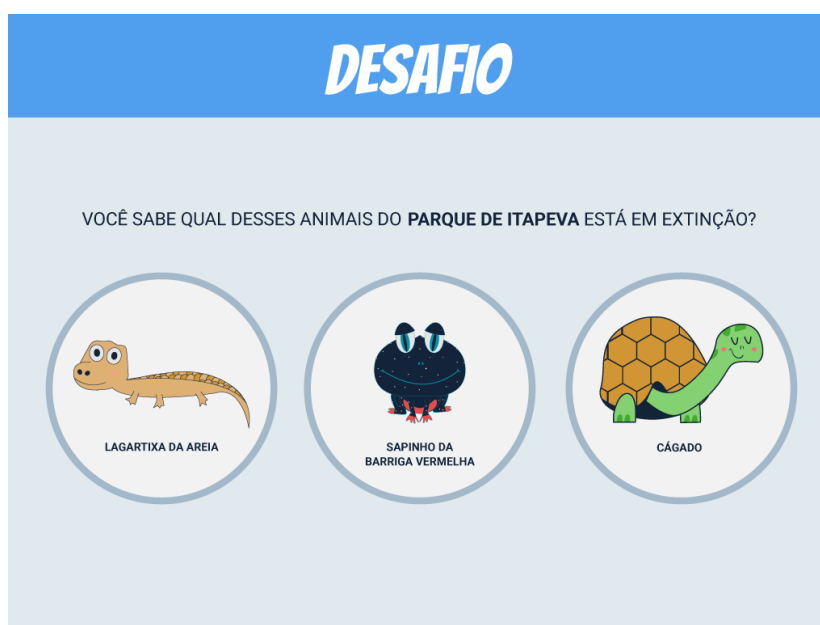 DESAFIO
VOCÊ SABE QUAL DESSES ANIMAIS DO PARQUE DE ITAPEVA ESTÁ EM EXTINÇÃO?
LAGARTIXA DA AREIA
SAPINHO DA
BARRIGA VERMELHA
CÁGADO